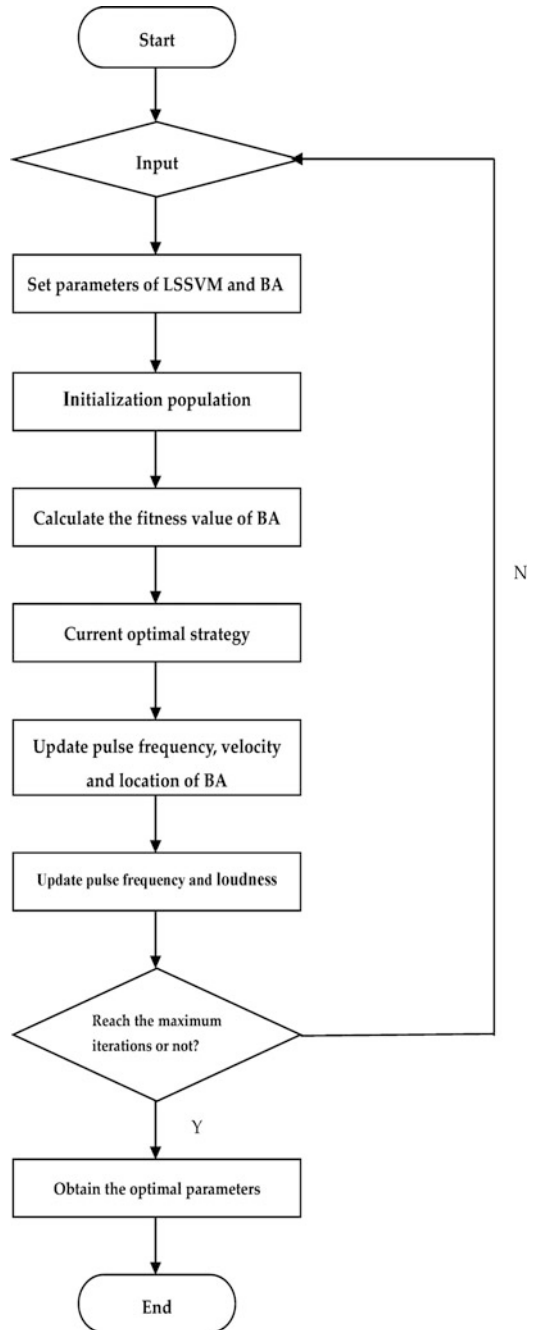 Start
Input
Set parameters of LSSVM and BA
Initialization population
Calculate the fitness value of BA
N
Current optimal strategy
Update pulse frequency, velocity
and location of BA
Update pulse frequency and loudness
Reach the maximum
iterations or not?
Y
Obtain the optimal parameters
End